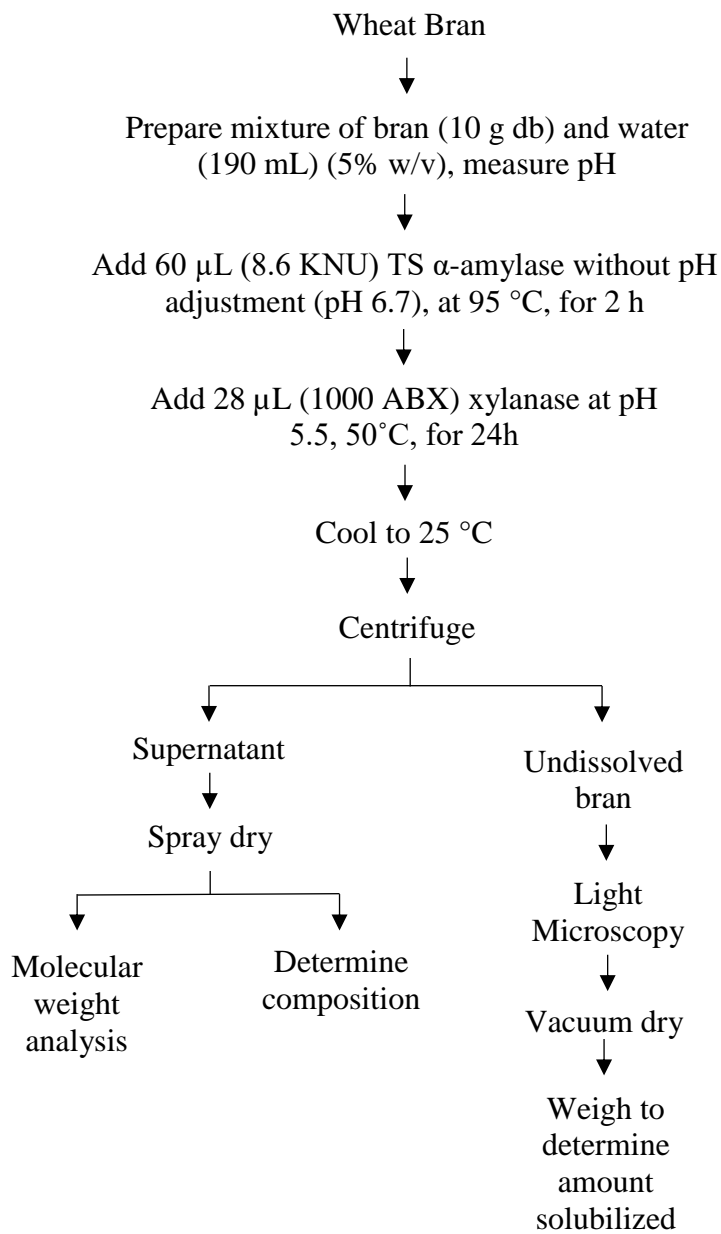 Wheat Bran
Prepare mixture of bran (10 g db) and water
(190 mL) (5% w/v), measure pH
Add 60 µL (8.6 KNU) TS α-amylase without pH
adjustment (pH 6.7), at 95 °C, for 2 h
Add 28 µL (1000 ABX) xylanase at pH
5.5, 50˚C, for 24h
Cool to 25 °C
Centrifuge
Supernatant
Spray dry
Molecular
weight
analysis
Determine
composition
Undissolved
bran
Light
Microscopy
Vacuum dry
Weigh to
determine
amount
solubilized